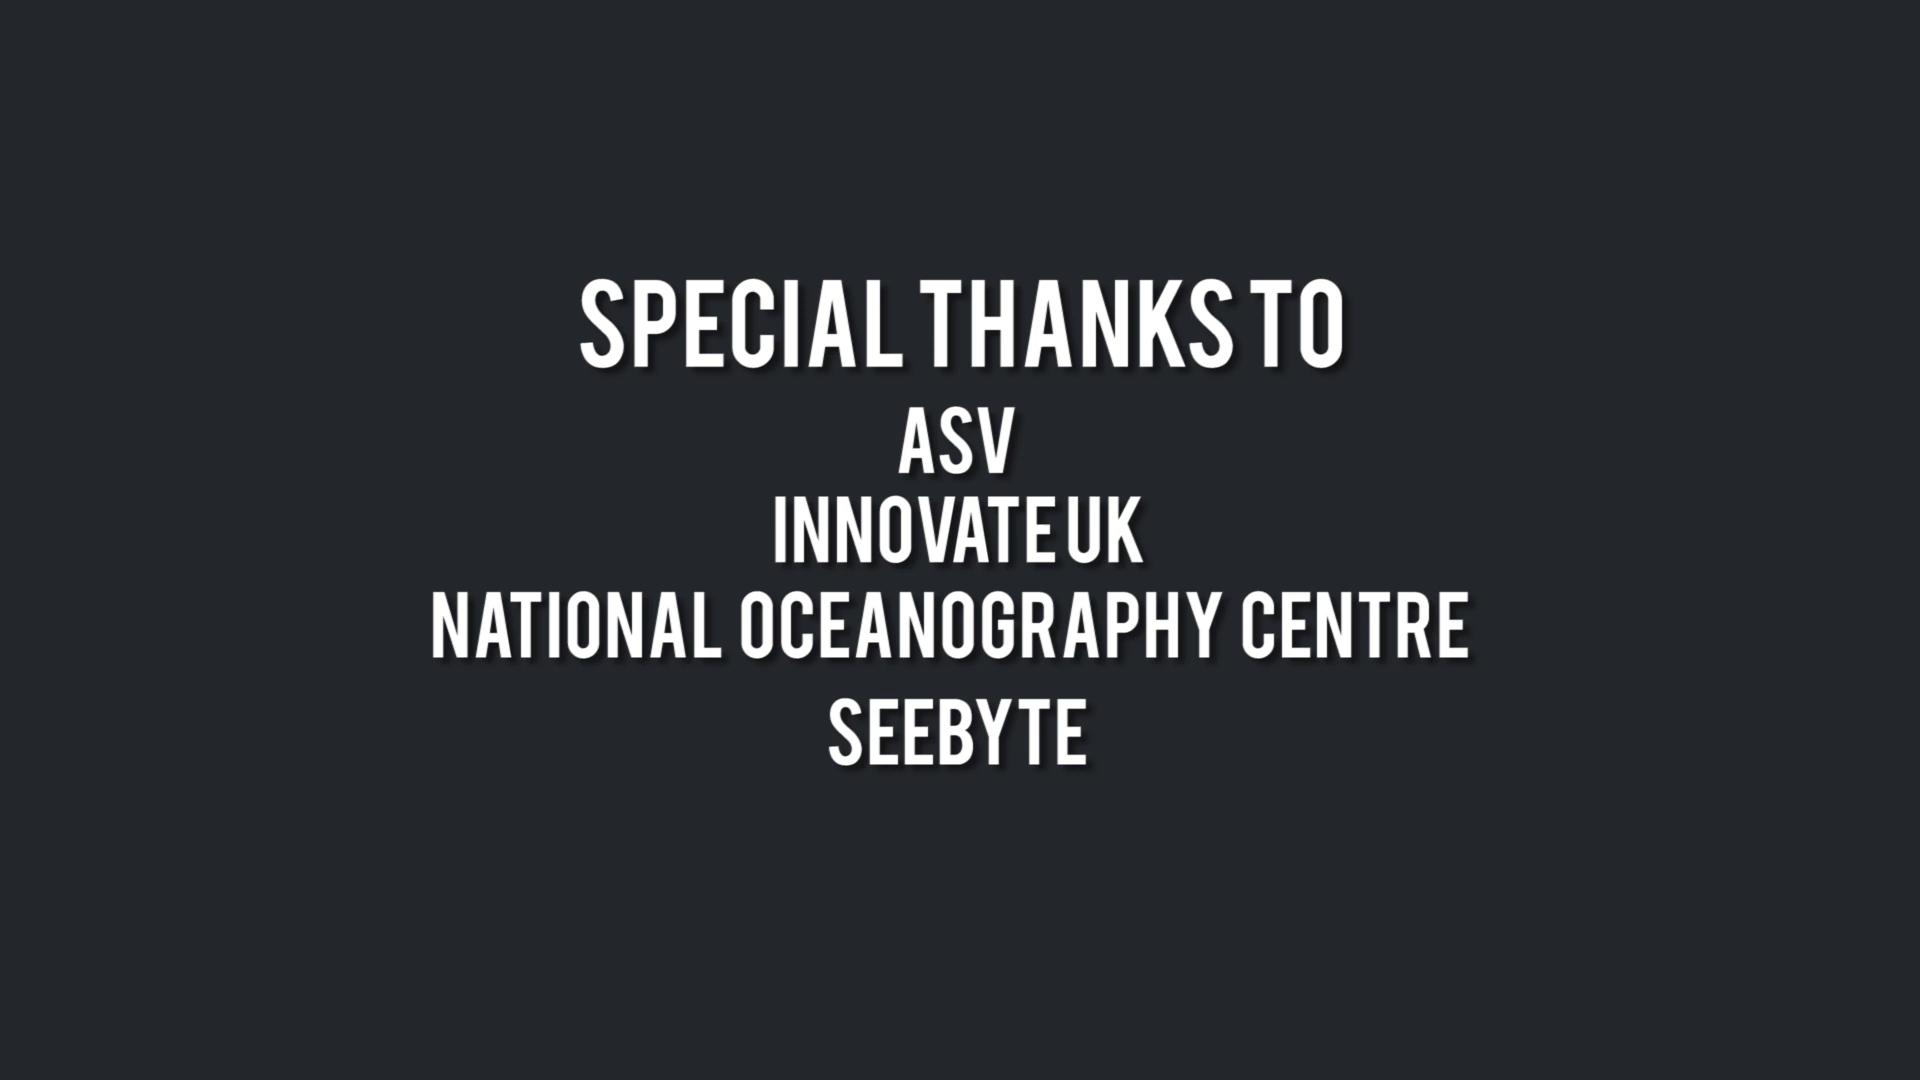 SPECIAL THANKS TO
ASV
INNOVATE UK
NATIONAL OCEANOGRAPHY CENTRE
SEEBYTE